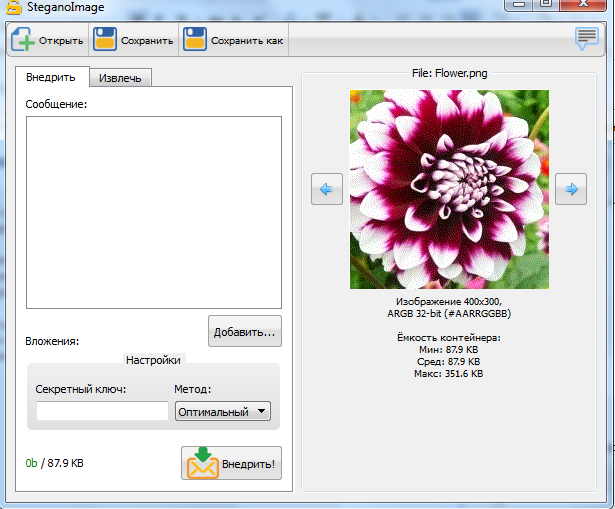 SteganoImage
Открыть
Сохранить
Сохранить как
Внедрить
Извлечь
Сообщение:
Вложения:
Добавить...
Настройки
Секретный ключ:
Метод:
Оптимальный
0b / 87.9 KB
Внедрить!
File: Flower.png
Изображение 400x300,
ARGB 32-bit (#AARRGGBB)
Ёмкость контейнера:
Мин: 87.9 KB
Сред: 87.9 KB
Макс: 351.6 KB